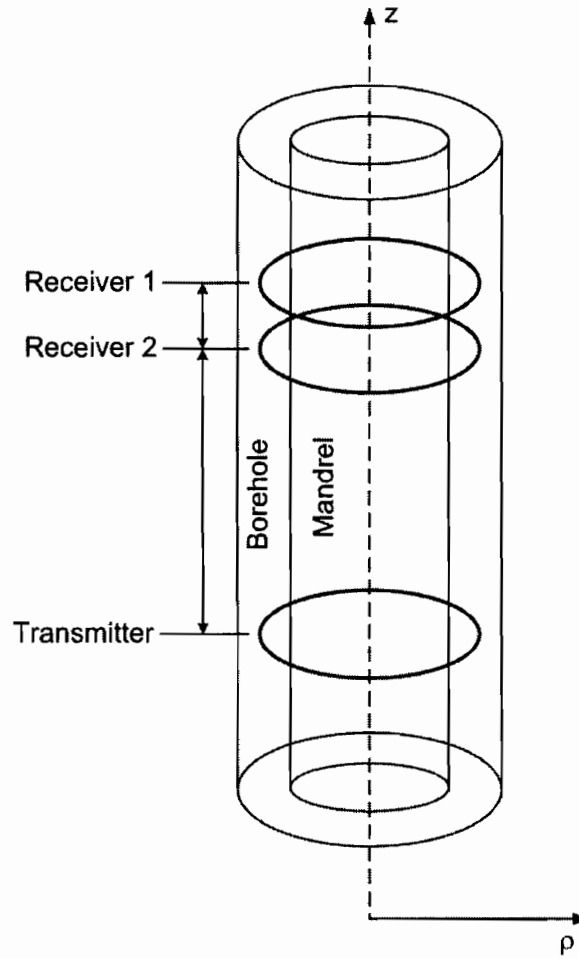 z
Receiver 1
Receiver 2
Borehole
Mandrel
Transmitter
ρ